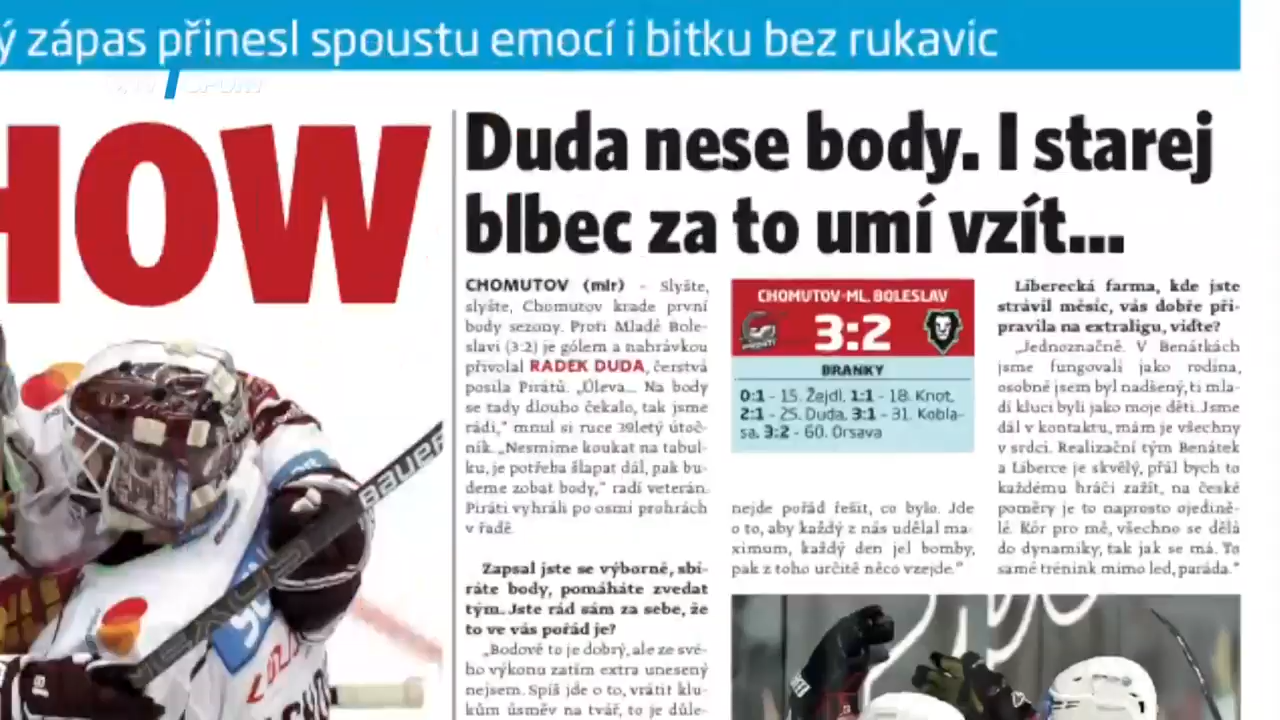 ý zápas přinesl spoustu emocí i bitku bez rukavic
SPORT
HOW
Duda nese body. I starej
blbec za to umí vzít...
CHOMUTOV (mlr) – Slyšte,
slyšte, Chomutov krade první
body sezony. Proti Mladé Bole-
slavi (3:2) je gólem a nahrávkou
přivolal RADEK DUDA, čerstvá
posila Pirátů. „Úleva... Na body
se tady dlouho čekalo, tak jsme
rádi,“ mnul si ruce 39letý útoč-
ník. „Nesmíme koukat na tabul-
ku, je potřeba šlapat dál, pak bu-
deme zobat body,“ radí veterán.
Piráti vyhráli po osmi prohrách
v řadě.
Zapsal jste se výborně, sbí-
ráte body, pomáháte zvedat
tým. Jste rád sám za sebe, že
to ve vás pořád je?
„Bodově to je dobrý, ale ze své-
ho výkonu zatím extra unesený
nejsem. Spíš jde o to, vrátit klu-
kům úsměv na tvář, to je důle-
CHOMUTOV-ML. BOLESLAV
3:2
BRANKY
0:1 - 15. Žejdl, 1:1 - 18. Knot,
2:1 - 25. Duda, 3:1 - 31. Kobla-
sa, 3:2 - 60. Orsava
nejde pořád řešit, co bylo. Jde
o to, aby každý z nás udělal ma-
ximum, každý den jel bomby,
pak z toho určitě něco vzejde.“
Liberecká farma, kde jste
strávil měsíc, vás dobře při-
pravila na extraligu, viďte?
„Jednoznačně. V Benátkách
jsme fungovali jako rodina,
osobně jsem byl nadšený, ti mla-
dí kluci byli jako moje děti. Jsme
dál v kontaktu, mám je všechny
v srdci. Realizační tým Benátek
a Liberce je skvělý, přál bych to
každému hráči zažít, na české
poměry je to naprosto ojedině-
lé. Kór pro mě, všechno se dělá
do dynamiky, tak jak se má. To
samé trénink mimo led, paráda.“
BAUER